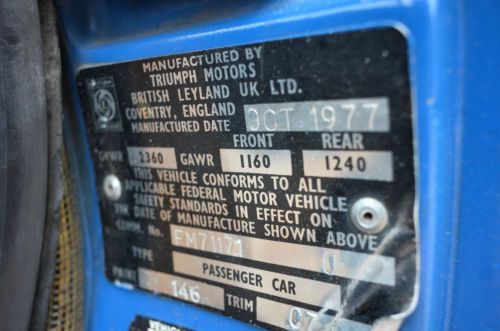 MANUFACTURED BY
TRIUMPH MOTORS
BRITISH LEYLAND UK LTD.
COVENTRY, ENGLAND
MANUFACTURED DATE OCT 1977
FRONT REAR
GVWR 2360 GAWR 1160 1240
THIS VEHICLE CONFORMS TO ALL
APPLICABLE FEDERAL MOTOR VEHICLE
SAFETY STANDARDS IN EFFECT ON
THE DATE OF MANUFACTURE SHOWN ABOVE
COMM. No. FM71171 U
TYPE PASSENGER CAR
PAINT 146 TRIM